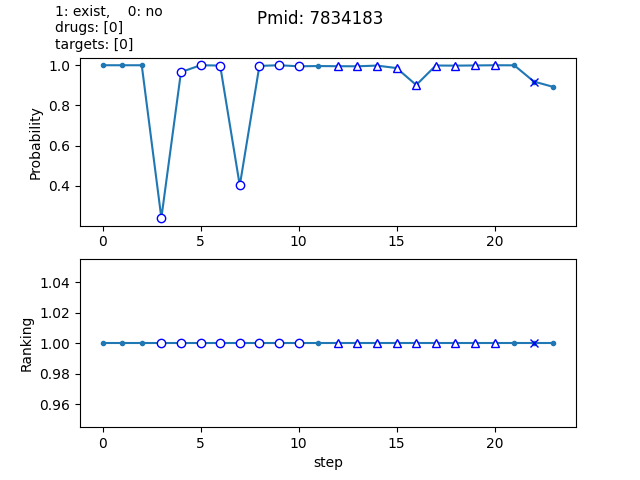 1: exist,    0: no
drugs: [0]
targets: [0]
Pmid: 7834183
1.0
0.8
0.6
0.4
Probability
0 5 10 15 20
1.04
1.02
1.00
0.98
0.96
Ranking
0 5 10 15 20
step